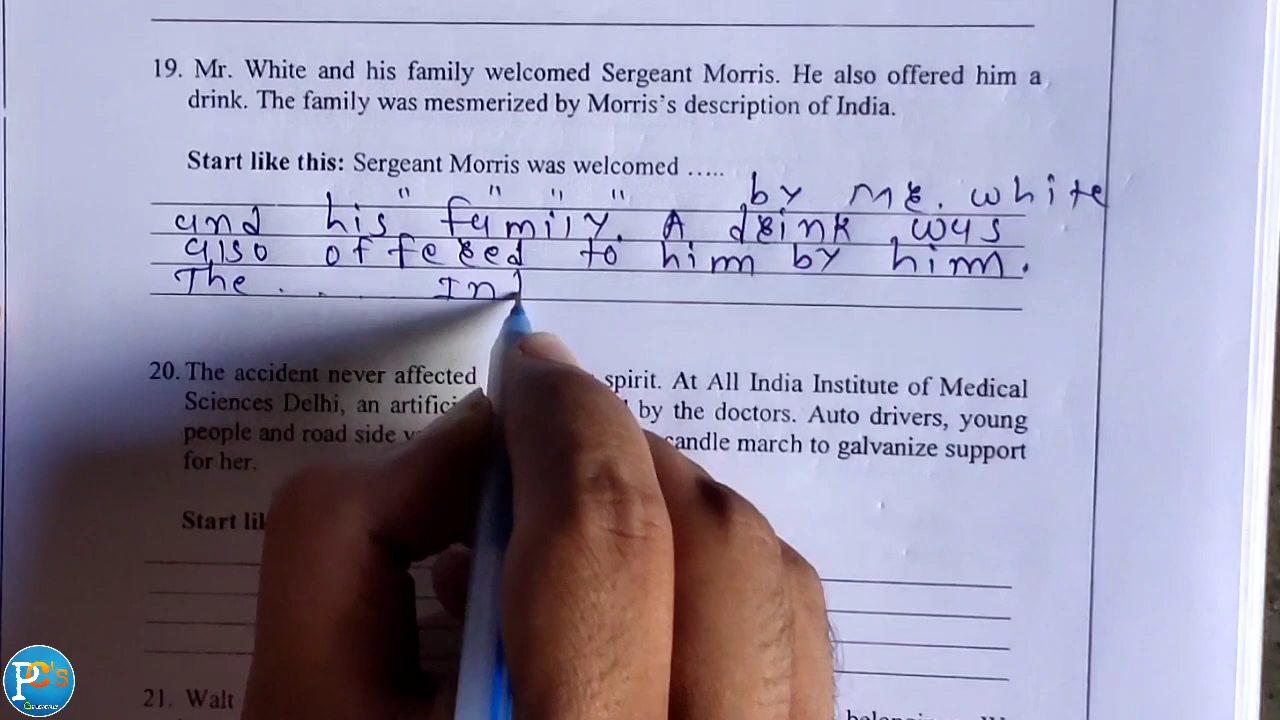 19. Mr. White and his family welcomed Sergeant Morris. He also offered him a
drink. The family was mesmerized by Morris's description of India.
Start like this: Sergeant Morris was welcomed .....
" " " " by Mr. white
and his family. A drink was
also offered to him by him.
The . . Ind
20. The accident never affected spirit. At All India Institute of Medical
Sciences Delhi, an by the doctors. Auto drivers, young
people and road side candle march to galvanize support
for her.
Start
21. Walt
PC's